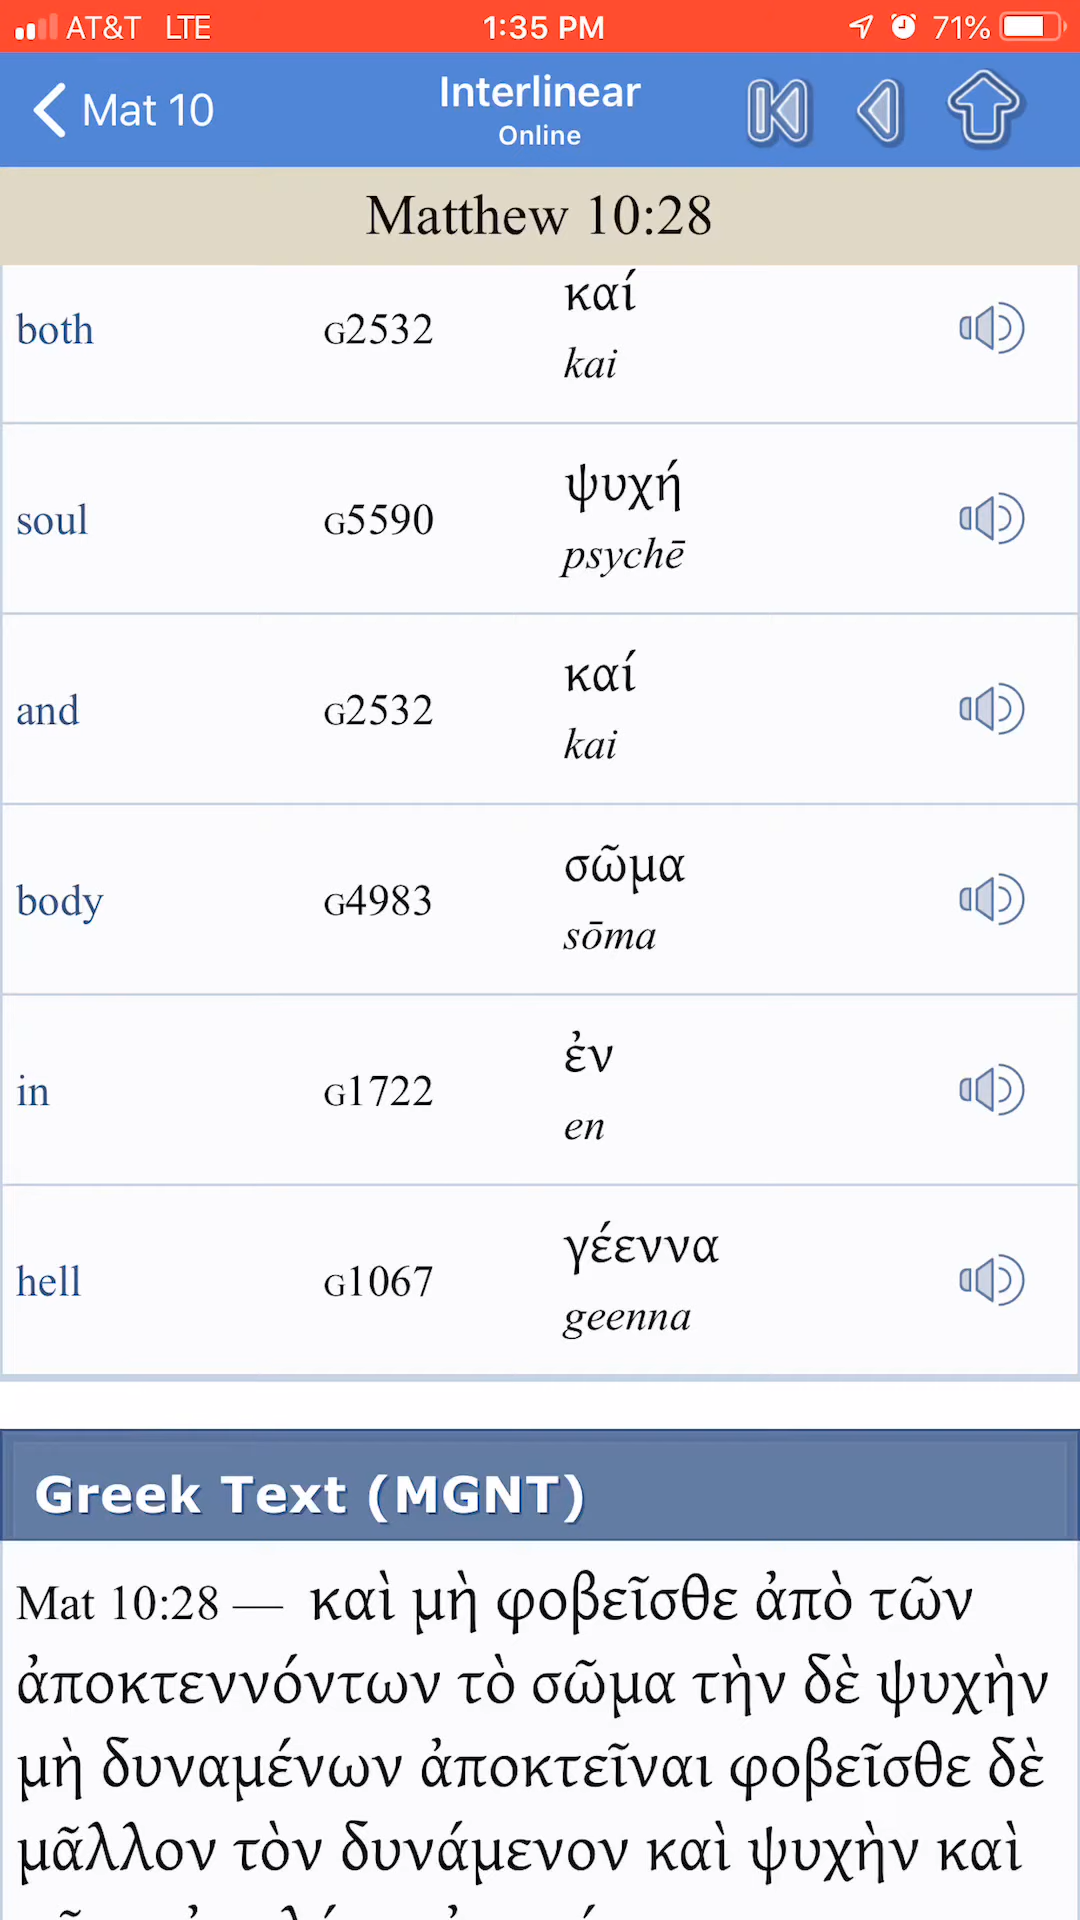 AT&T LTE 1:35 PM 71%
Mat 10 Interlinear
Online
Matthew 10:28
both G2532 καί
kai
soul G5590 ψυχή
psychē
and G2532 καί
kai
body G4983 σῶμα
sōma
in G1722 ἐν
en
hell G1067 γέεννα
geenna
Greek Text (MGNT)
Mat 10:28 — καὶ μὴ φοβεῖσθε ἀπὸ τῶν
ἀποκτεννόντων τὸ σῶμα τὴν δὲ ψυχὴν
μὴ δυναμένων ἀποκτεῖναι φοβεῖσθε δὲ
μᾶλλον τὸν δυνάμενον καὶ ψυχὴν καὶ